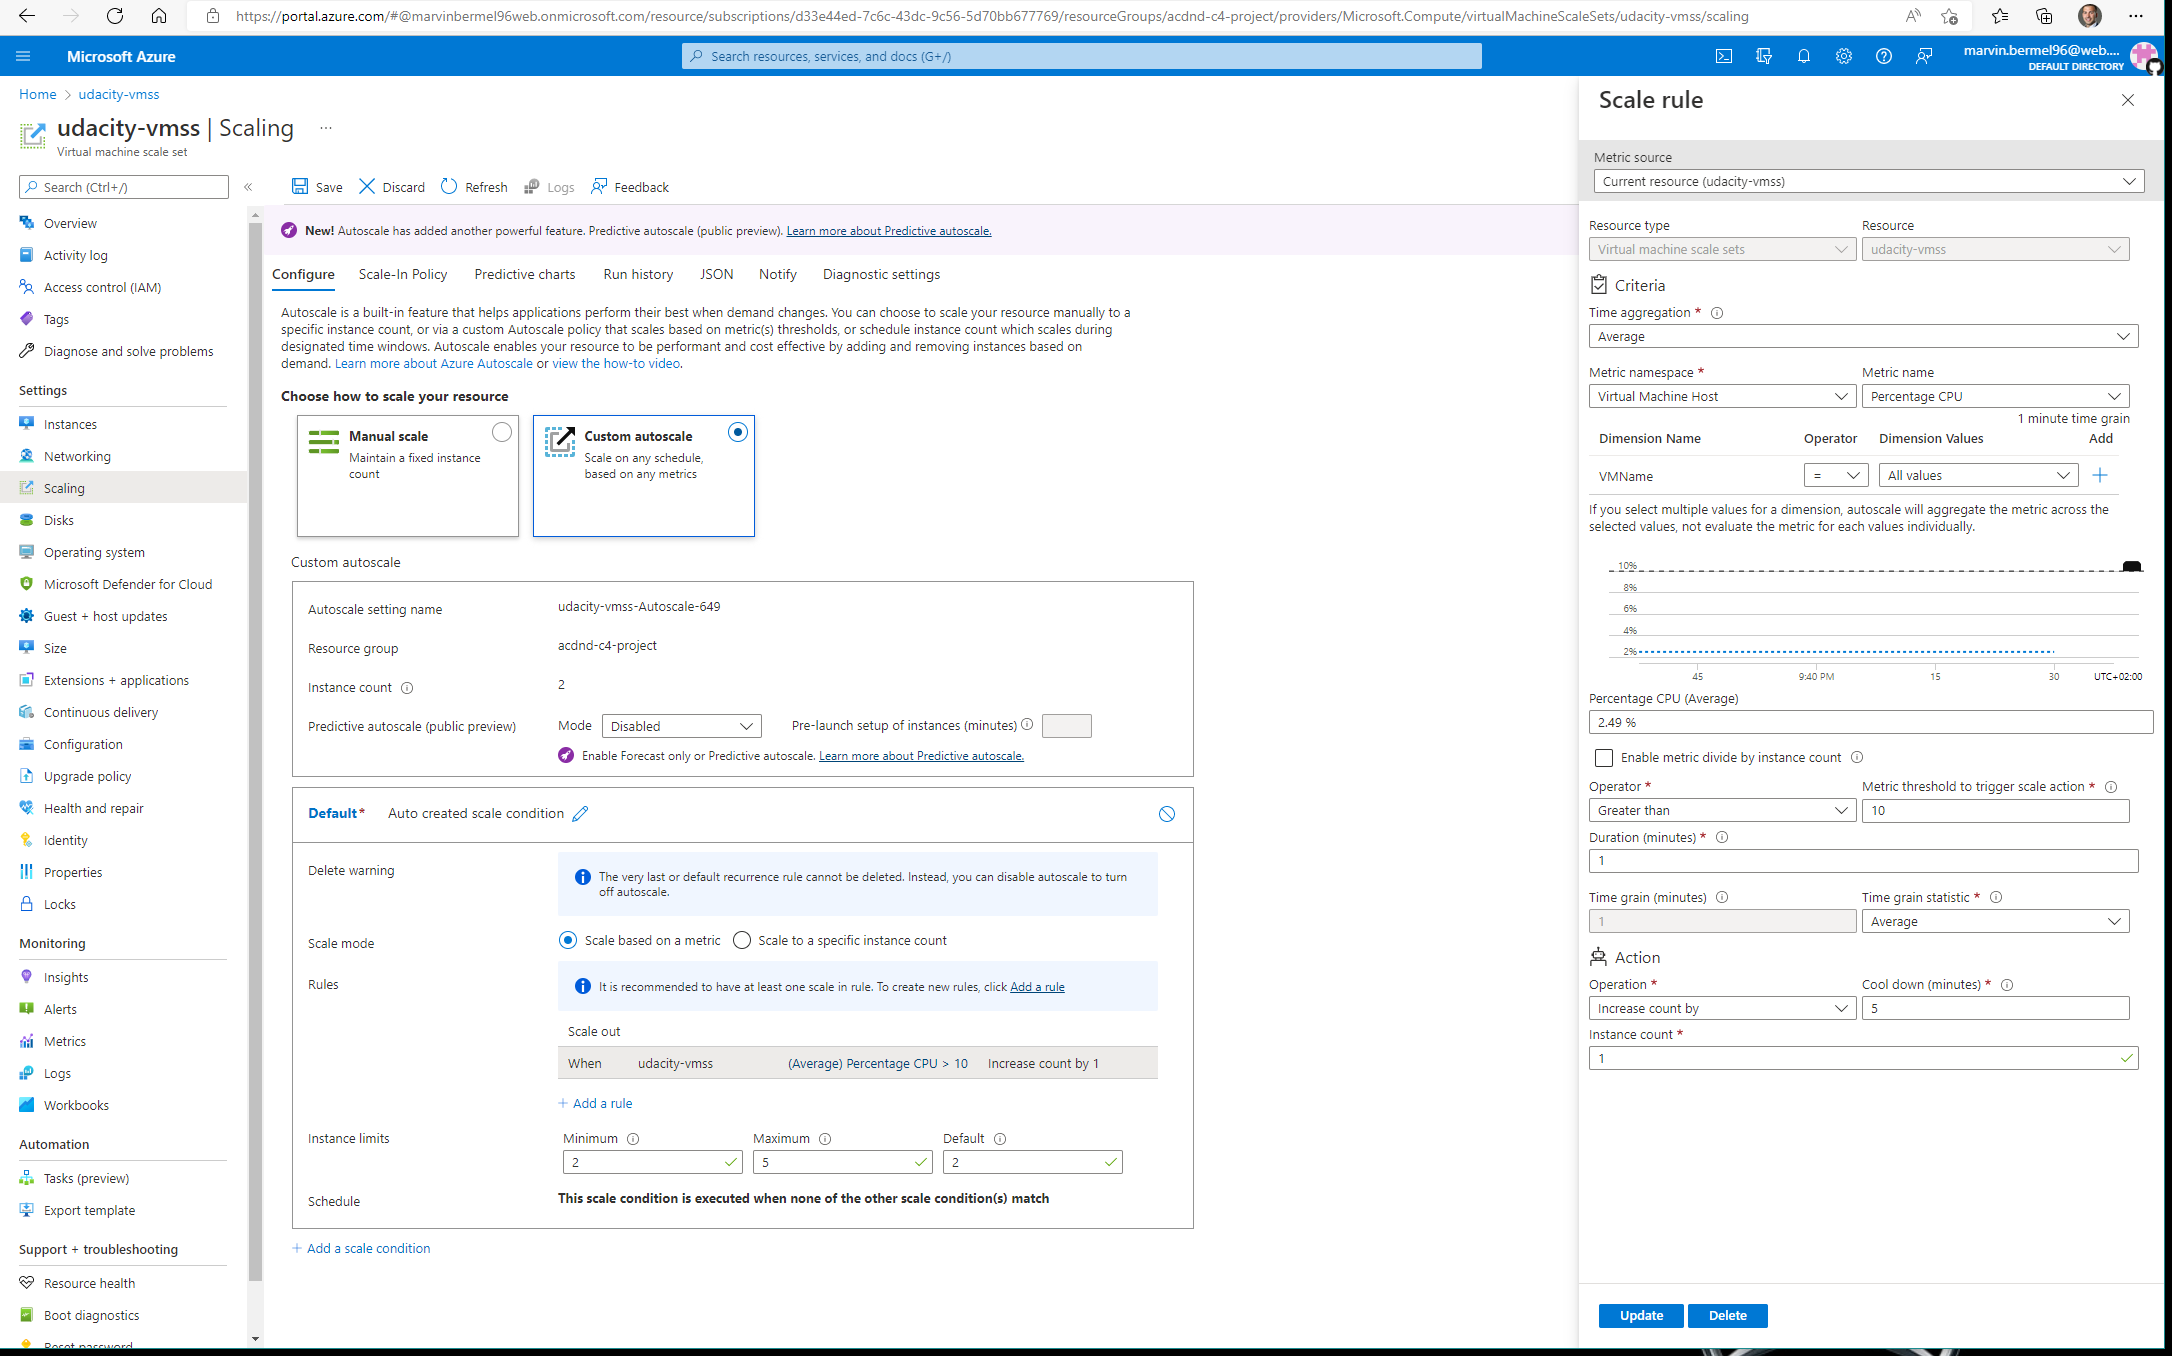 https://portal.azure.com/#@marvinbermel96web.onmicrosoft.com/resource/subscriptions/d33e44ed-7c6c-43dc-9c56-5d70bb677769/resourceGroups/acdnd-c4-project/providers/Microsoft.Compute/virtualMachineScaleSets/udacity-vmss/scaling
Microsoft Azure
Search resources, services, and docs (G+/)
marvin.bermel96@web....
DEFAULT DIRECTORY
Home > udacity-vmss
udacity-vmss | Scaling ...
Virtual machine scale set
Search (Ctrl+/)
Overview
Activity log
Access control (IAM)
Tags
Diagnose and solve problems
Settings
Instances
Networking
Scaling
Disks
Operating system
Microsoft Defender for Cloud
Guest + host updates
Size
Extensions + applications
Continuous delivery
Configuration
Upgrade policy
Health and repair
Identity
Properties
Locks
Monitoring
Insights
Alerts
Metrics
Logs
Workbooks
Automation
Tasks (preview)
Export template
Support + troubleshooting
Resource health
Boot diagnostics
Reset password
Save Discard Refresh Logs Feedback
New! Autoscale has added another powerful feature. Predictive autoscale (public preview). Learn more about Predictive autoscale.
Configure Scale-In Policy Predictive charts Run history JSON Notify Diagnostic settings
Autoscale is a built-in feature that helps applications perform their best when demand changes. You can choose to scale your resource manually to a
specific instance count, or via a custom Autoscale policy that scales based on metric(s) thresholds, or schedule instance count which scales during
designated time windows. Autoscale enables your resource to be performant and cost effective by adding and removing instances based on
demand. Learn more about Azure Autoscale or view the how-to video.
Choose how to scale your resource
Manual scale
Maintain a fixed instance
count
Custom autoscale
Scale on any schedule,
based on any metrics
Custom autoscale
Autoscale setting name udacity-vmss-Autoscale-649
Resource group acdnd-c4-project
Instance count 2
Predictive autoscale (public preview) Mode Disabled Pre-launch setup of instances (minutes)
Enable Forecast only or Predictive autoscale. Learn more about Predictive autoscale.
Default* Auto created scale condition
Delete warning
The very last or default recurrence rule cannot be deleted. Instead, you can disable autoscale to turn
off autoscale.
Scale mode Scale based on a metric Scale to a specific instance count
Rules It is recommended to have at least one scale in rule. To create new rules, click Add a rule
Scale out
When udacity-vmss (Average) Percentage CPU > 10 Increase count by 1
+ Add a rule
Instance limits Minimum Maximum Default
2 5 2
Schedule This scale condition is executed when none of the other scale condition(s) match
+ Add a scale condition
Scale rule
Metric source
Current resource (udacity-vmss)
Resource type Resource
Virtual machine scale sets udacity-vmss
Criteria
Time aggregation *
Average
Metric namespace * Metric name
Virtual Machine Host Percentage CPU
1 minute time grain
Dimension Name Operator Dimension Values Add
VMName = All values +
If you select multiple values for a dimension, autoscale will aggregate the metric across the
selected values, not evaluate the metric for each values individually.
10%
8%
6%
4%
2%
45 9:40 PM 15 30 UTC+02:00
Percentage CPU (Average)
2.49 %
Enable metric divide by instance count
Operator * Metric threshold to trigger scale action *
Greater than 10
Duration (minutes) *
1
Time grain (minutes) Time grain statistic *
1 Average
Action
Operation * Cool down (minutes) *
Increase count by 5
Instance count *
1
Update Delete